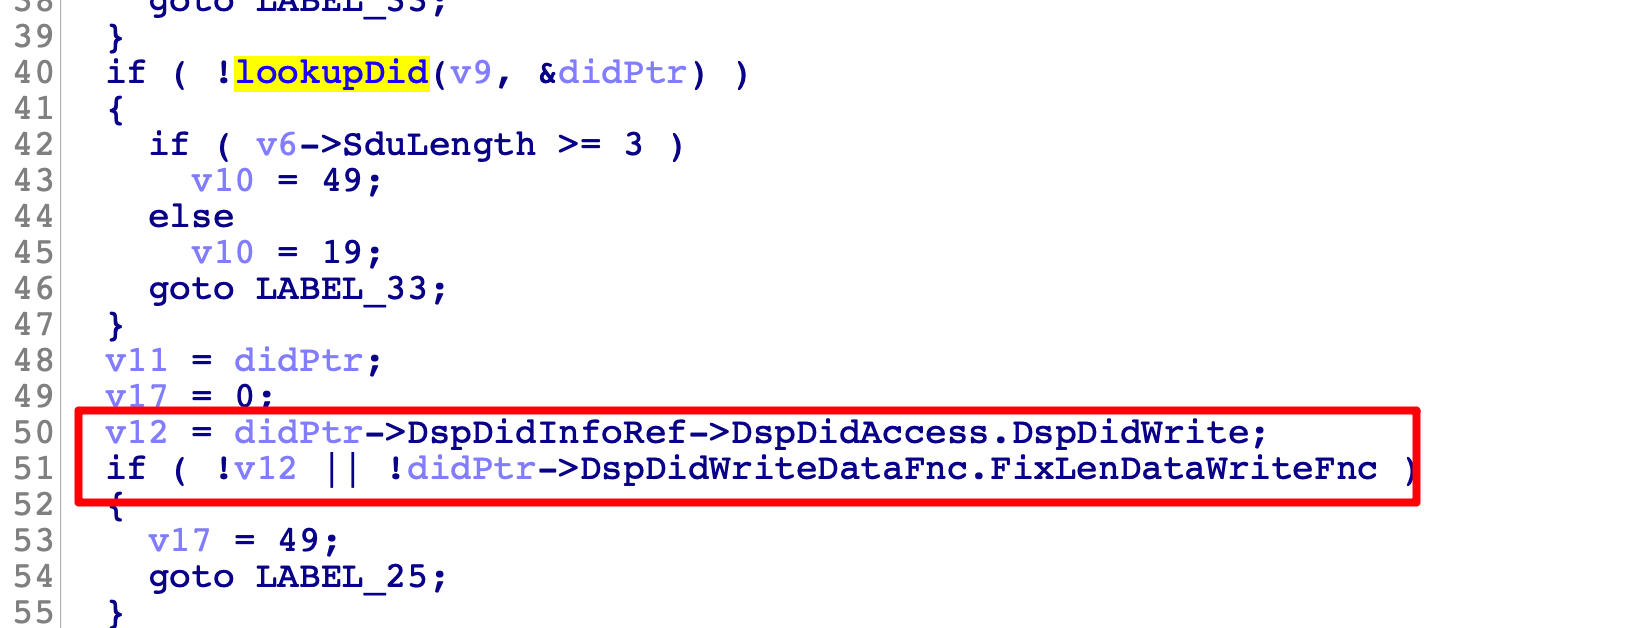 38 goto LABEL_33;
39 }
40 if ( !lookupDid(v9, &didPtr) )
41 {
42 if ( v6->SduLength >= 3 )
43 v10 = 49;
44 else
45 v10 = 19;
46 goto LABEL_33;
47 }
48 v11 = didPtr;
49 v17 = 0;
50 v12 = didPtr->DspDidInfoRef->DspDidAccess.DspDidWrite;
51 if ( !v12 || !didPtr->DspDidWriteDataFnc.FixLenDataWriteFnc )
52 {
53 v17 = 49;
54 goto LABEL_25;
55 }